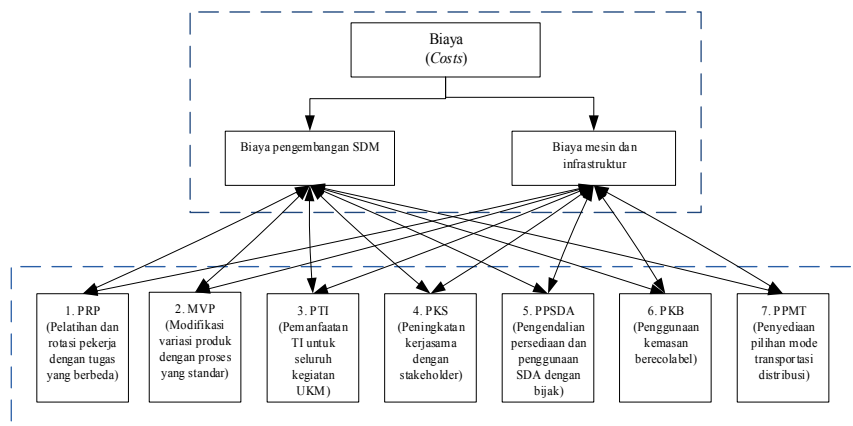 Biaya
(Costs)
Biaya pengembangan SDM
Biaya mesin dan
infrastruktur
1. PRP
(Pelatihan dan
rotasi pekerja
dengan tugas
yang berbeda)
2. MVP
(Modifikasi
variasi produk
dengan proses
yang standar)
3. PTI
(Pemanfaatan
TI untuk
seluruh
kegiatan
UKM)
4. PKS
(Peningkatan
kerjasama
dengan
stakeholder)
5. PPSDA
(Pengendalian
persediaan dan
penggunaan
SDA dengan
bijak)
6. PKB
(Penggunaan
kemasan
berecolabel)
7. PPMT
(Penyediaan
pilihan mode
transportasi
distribusi)